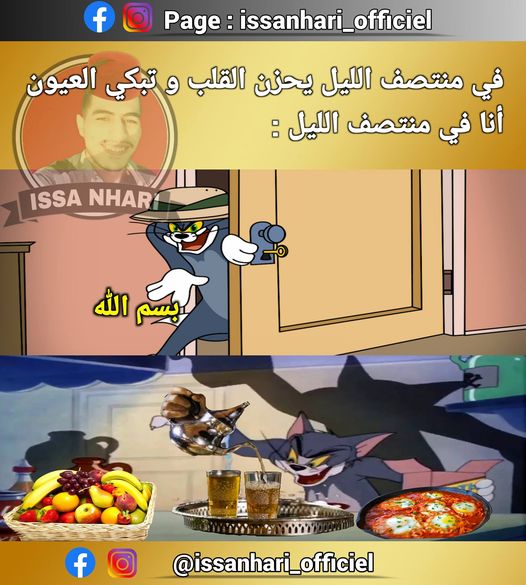 Page : issanhari_officiel
في منتصف الليل يحزن القلب و تبكي العيون
أنا في منتصف الليل :
ISSA NHARI
بسم الله
@issanhari_officiel